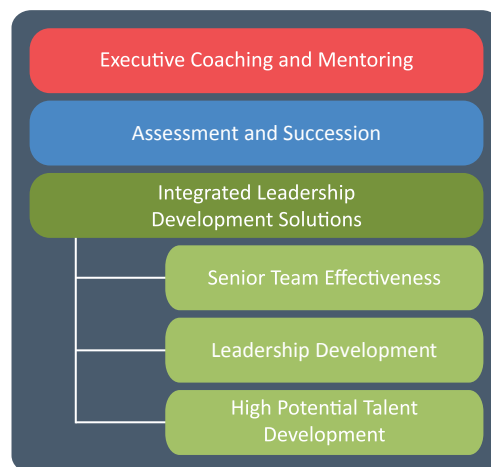 Executive Coaching and Mentoring
Assessment and Succession
Integrated Leadership
Development Solutions
Senior Team Effectiveness
Leadership Development
High Potential Talent
Development